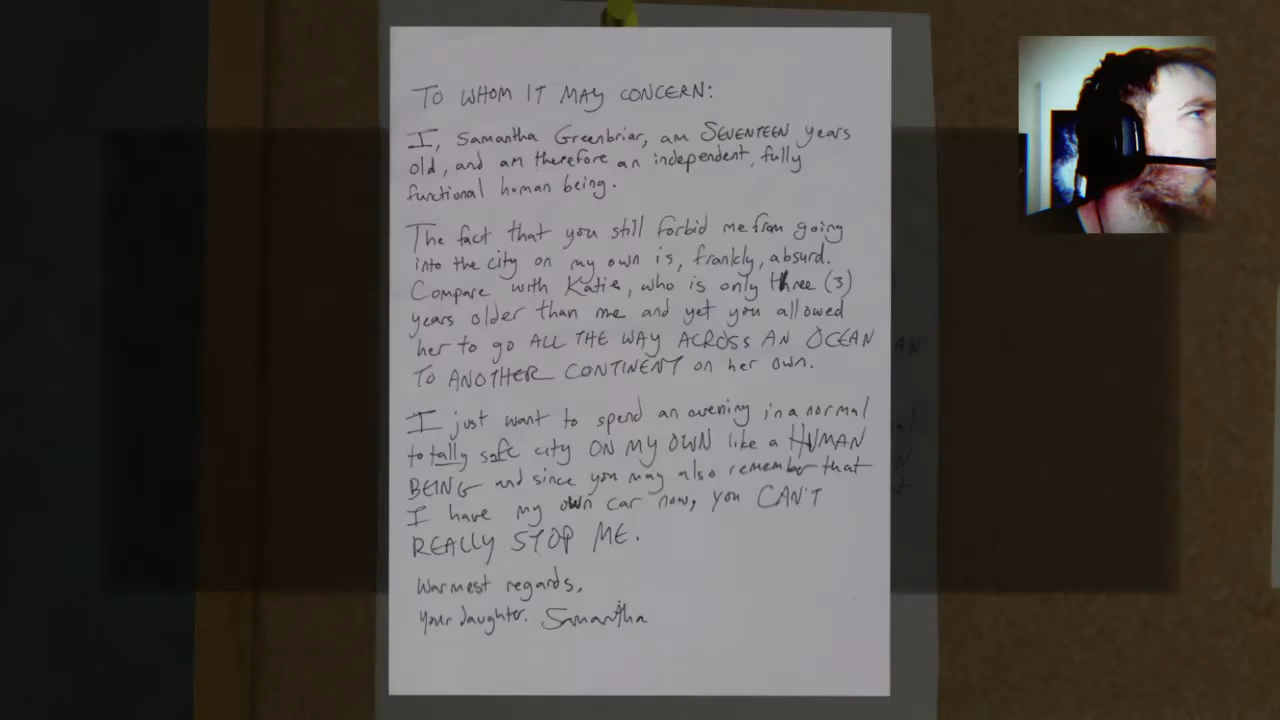 TO WHOM IT MAY CONCERN:
I, Samantha Greenbriar, am SEVENTEEN years
old, and am therefore an independent, fully
functional human being.
The fact that you still forbid me from going
into the city on my own is, frankly, absurd.
Compare with Katie, who is only three (3)
years older than me and yet you allowed
her to go ALL THE WAY ACROSS AN OCEAN
TO ANOTHER CONTINENT on her own.
I just want to spend an evening in a normal
totally safe city ON MY OWN like a HUMAN
BEING and since you may also remember that
I have my own car now, you CAN'T
REALLY STOP ME.
Warmest regards,
Your daughter. Samantha